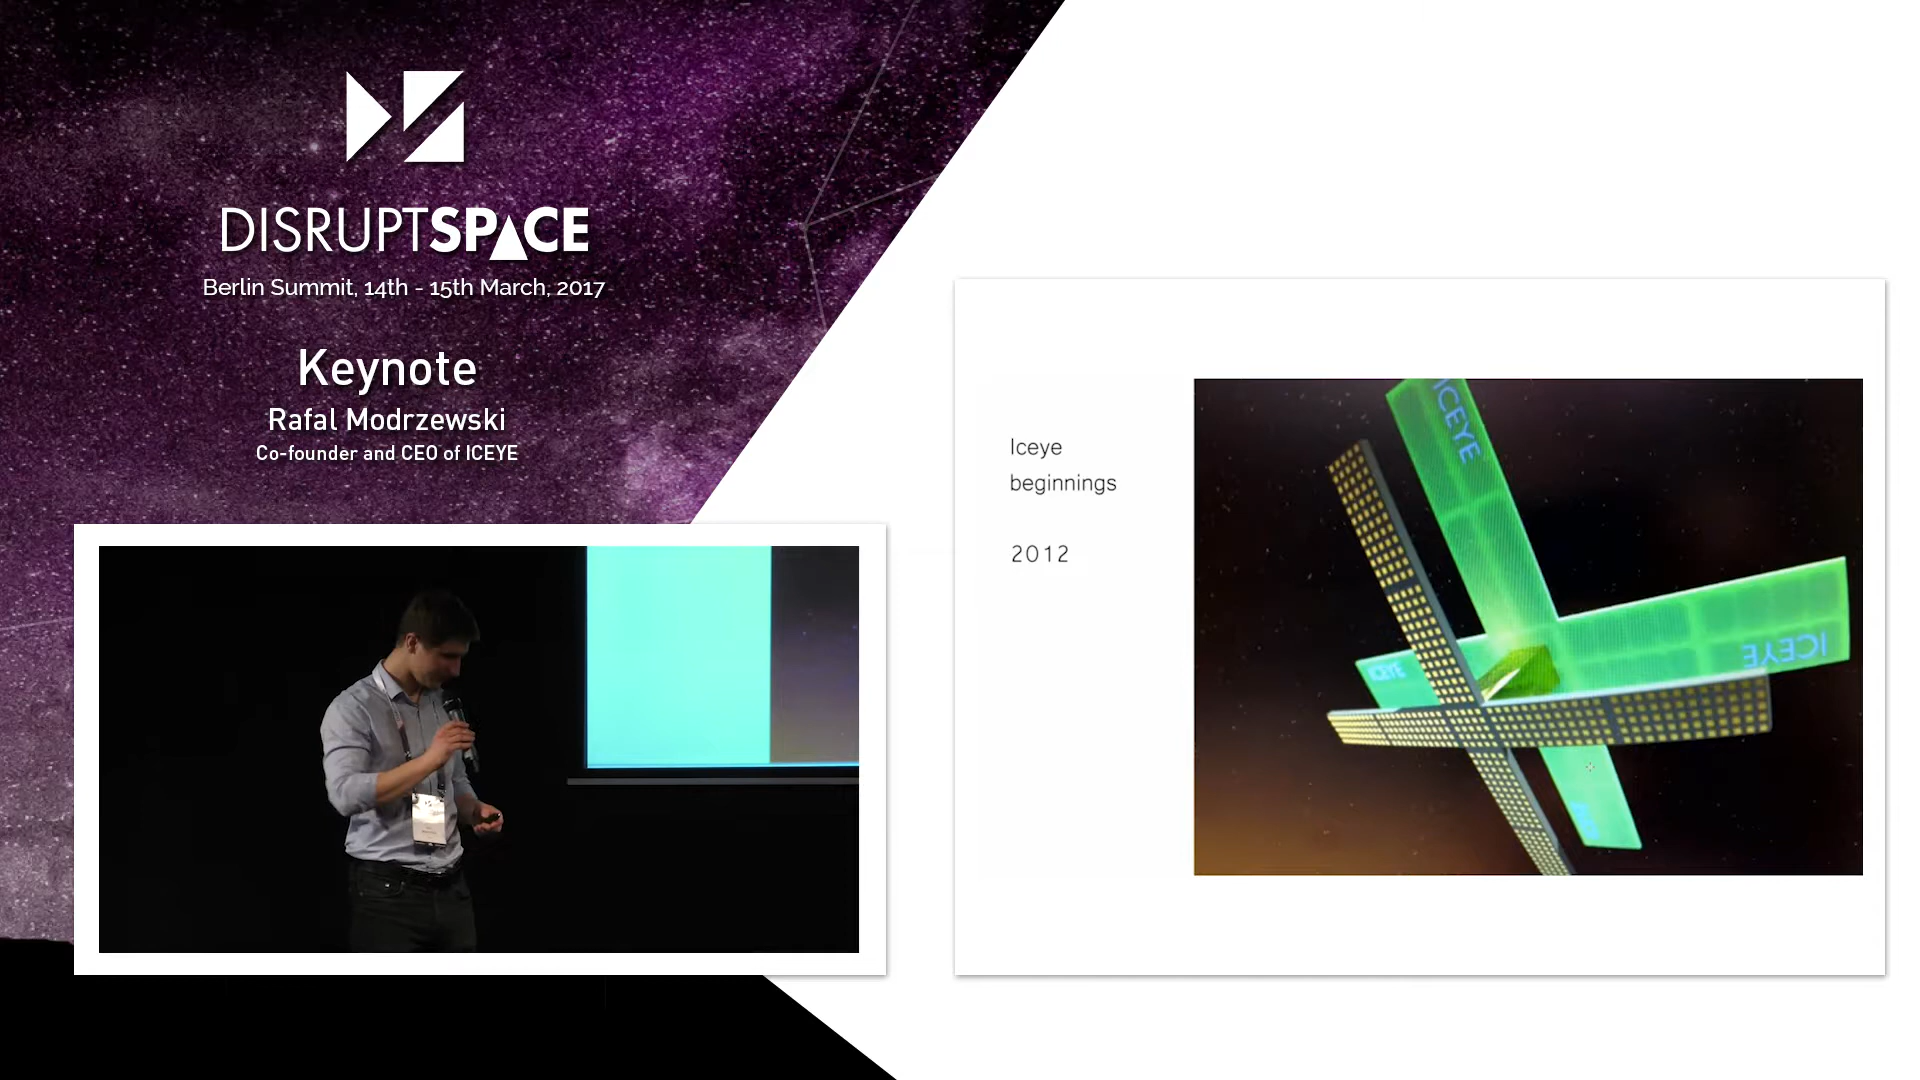 DISRUPTSPACE
Berlin Summit, 14th - 15th March, 2017
Keynote
Rafal Modrzewski
Co-founder and CEO of ICEYE
Iceye
beginnings
2012
ICEYE
ICEYE
ICEYE